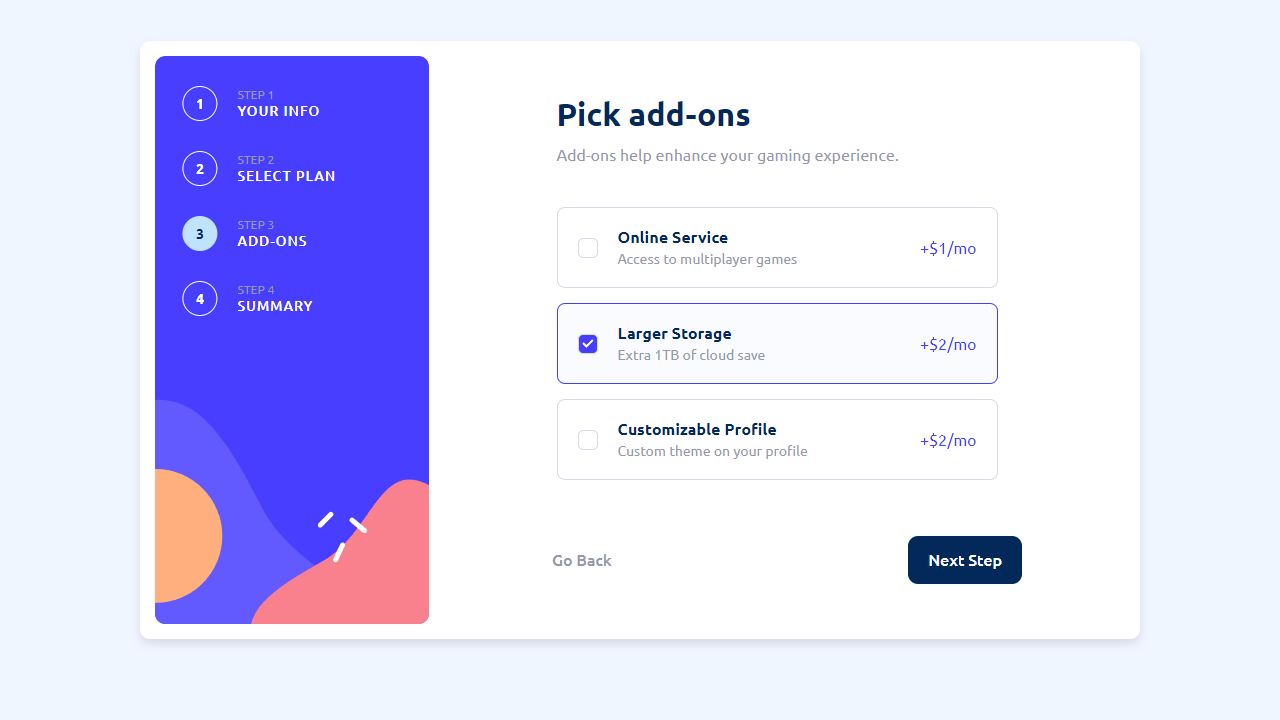 1
STEP 1
YOUR INFO
2
STEP 2
SELECT PLAN
3
STEP 3
ADD-ONS
4
STEP 4
SUMMARY
Pick add-ons
Add-ons help enhance your gaming experience.
Online Service
Access to multiplayer games
+$1/mo
Larger Storage
Extra 1TB of cloud save
+$2/mo
Customizable Profile
Custom theme on your profile
+$2/mo
Go Back
Next Step